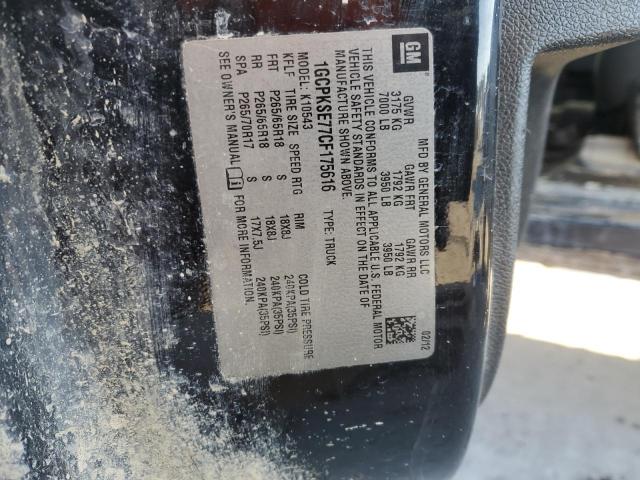 GM
MFD BY GENERAL MOTORS LLC
02/12
GVWR GAWR FRT GAWR RR
3175 KG 1792 KG 1792 KG
7000 LB 3950 LB 3950 LB
THIS VEHICLE CONFORMS TO ALL APPLICABLE U.S. FEDERAL MOTOR
VEHICLE SAFETY STANDARDS IN EFFECT ON THE DATE OF
MANUFACTURE SHOWN ABOVE.
1GCPKSE77CF175616 TYPE: TRUCK
MODEL: K10543
KFLF TIRE SIZE SPEED RTG RIM COLD TIRE PRESSURE
FRT P265/65R18 S 18X8J 240KPA(35PSI)
RR P265/65R18 S 18X8J 240KPA(35PSI)
SPA P265/70R17 S 17X7.5J 240KPA(35PSI)
SEE OWNER'S MANUAL FOR MORE INFORMATION